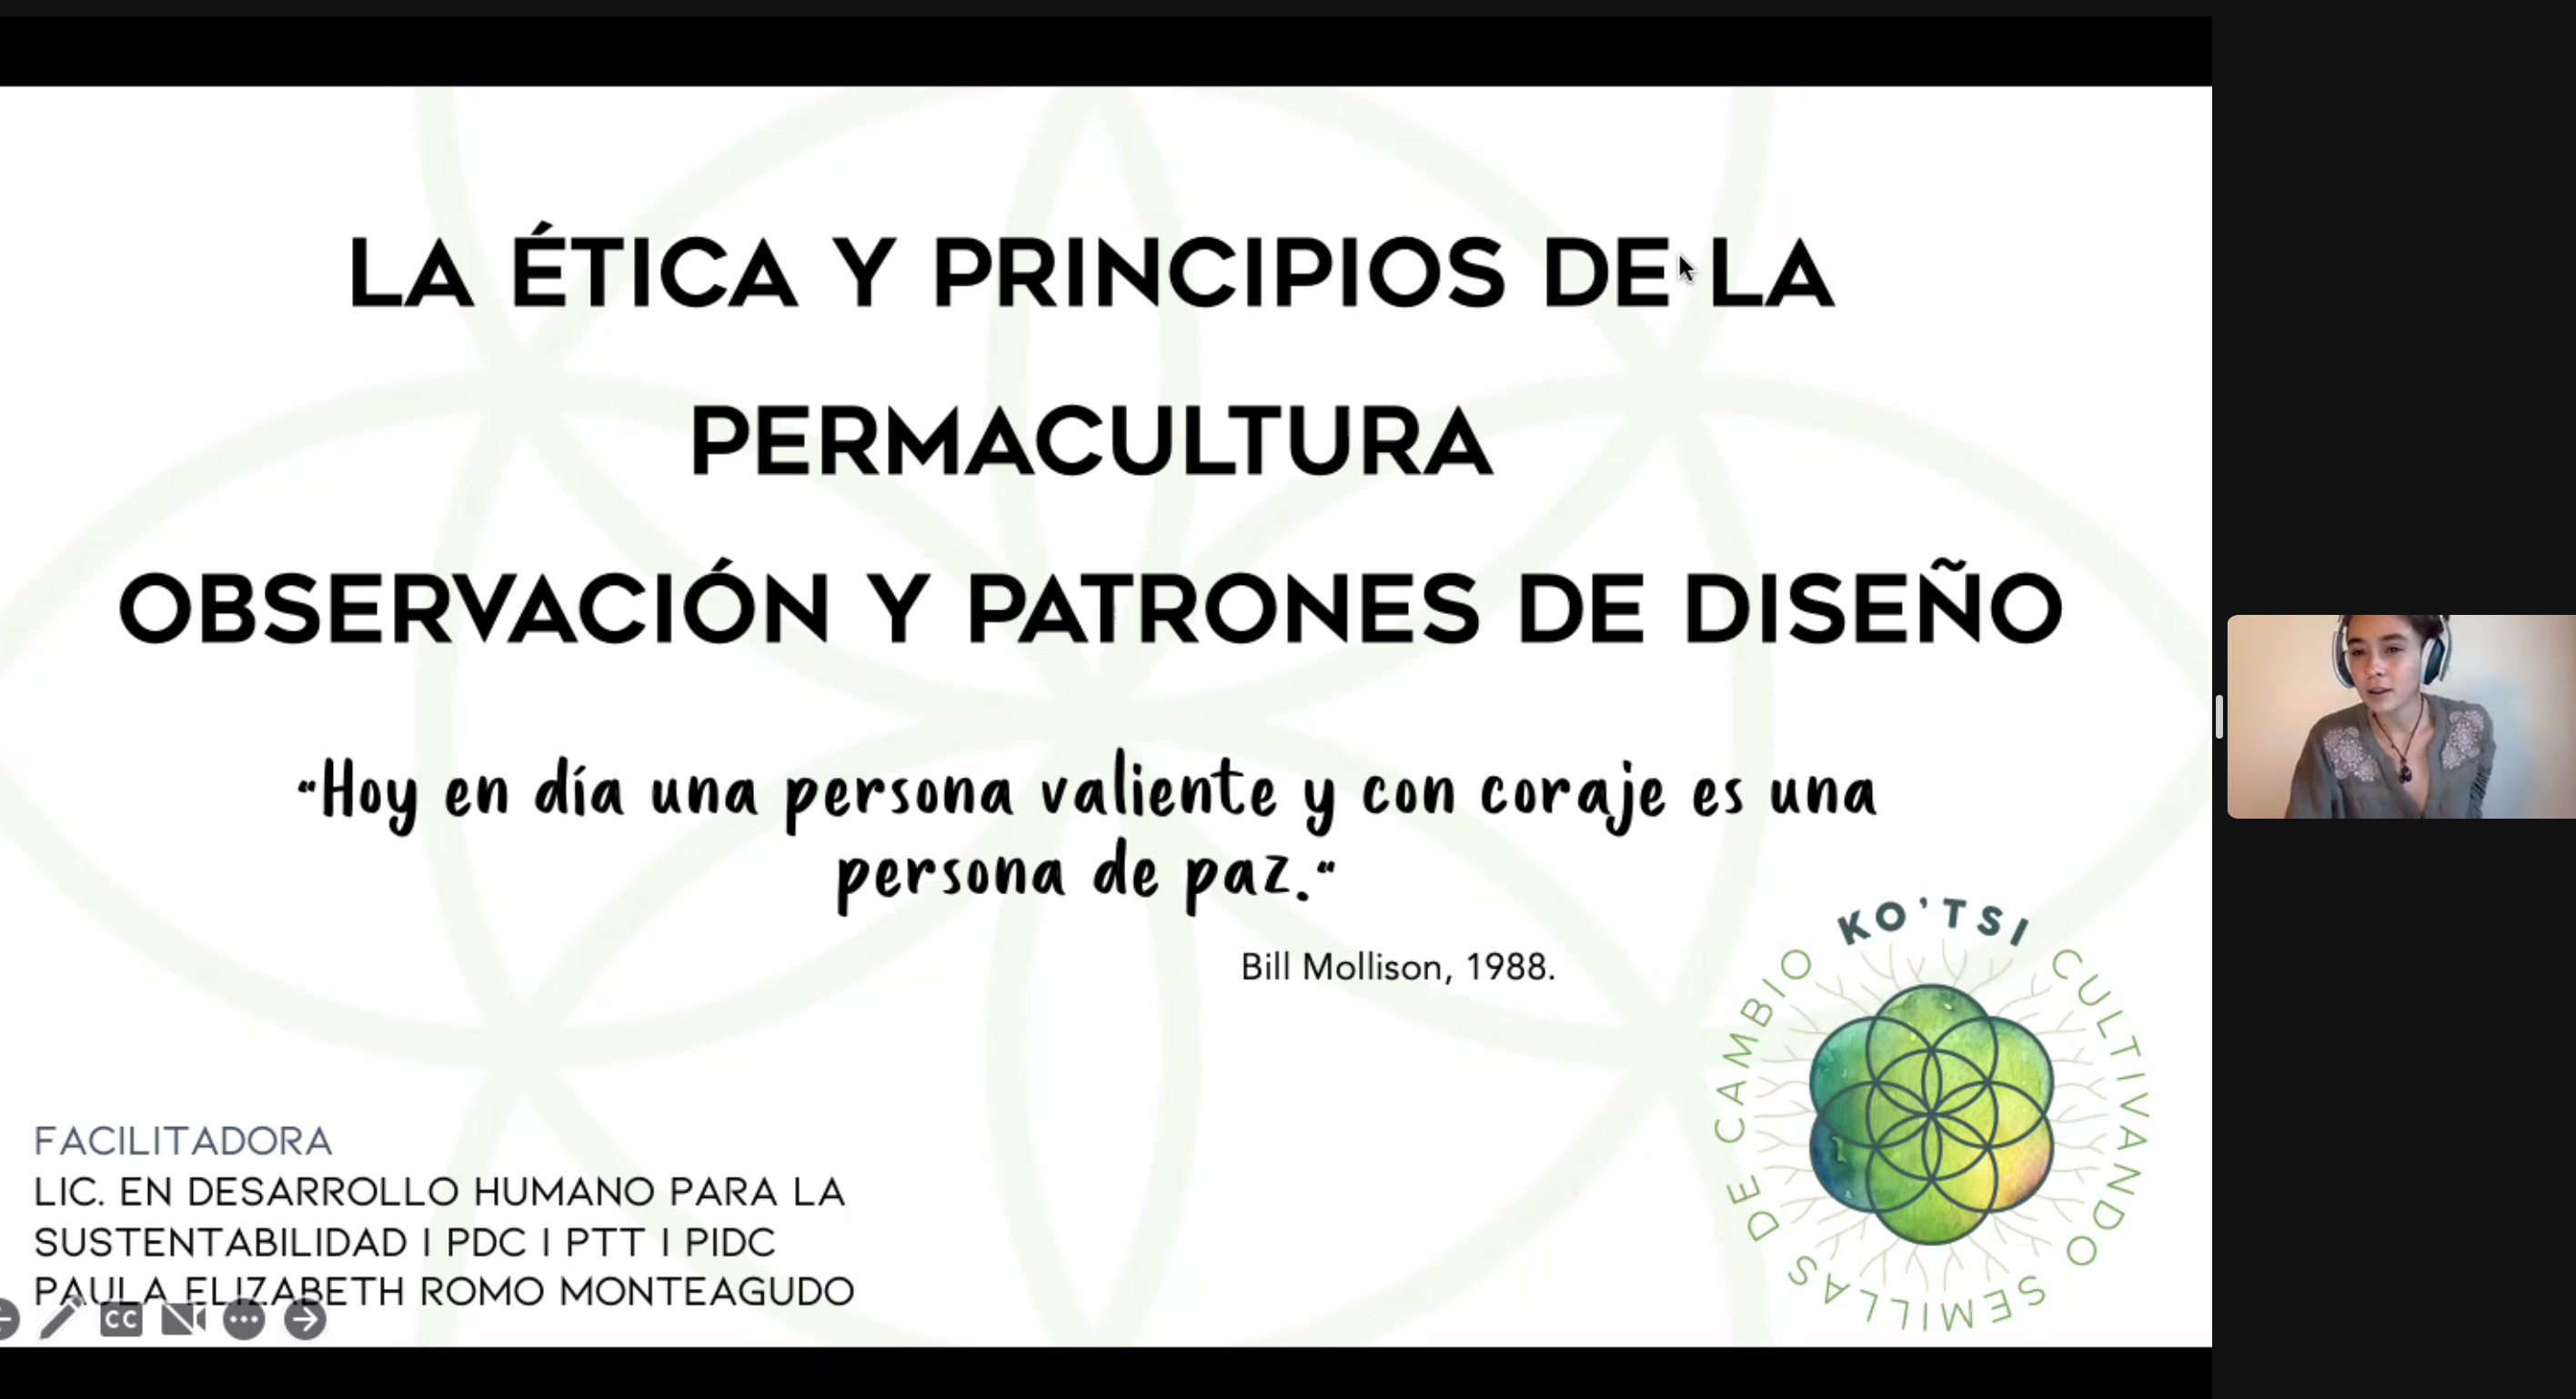 LA ÉTICA Y PRINCIPIOS DE LA
PERMACULTURA
OBSERVACIÓN Y PATRONES DE DISEÑO
“Hoy en día una persona valiente y con coraje es una
persona de paz.“
Bill Mollison, 1988.
FACILITADORA
LIC. EN DESARROLLO HUMANO PARA LA
SUSTENTABILIDAD I PDC I PTT I PIDC
PAULA ELIZABETH ROMO MONTEAGUDO
CC
KO'TSI
CULTIVANDO SEMILLAS DE CAMBIO